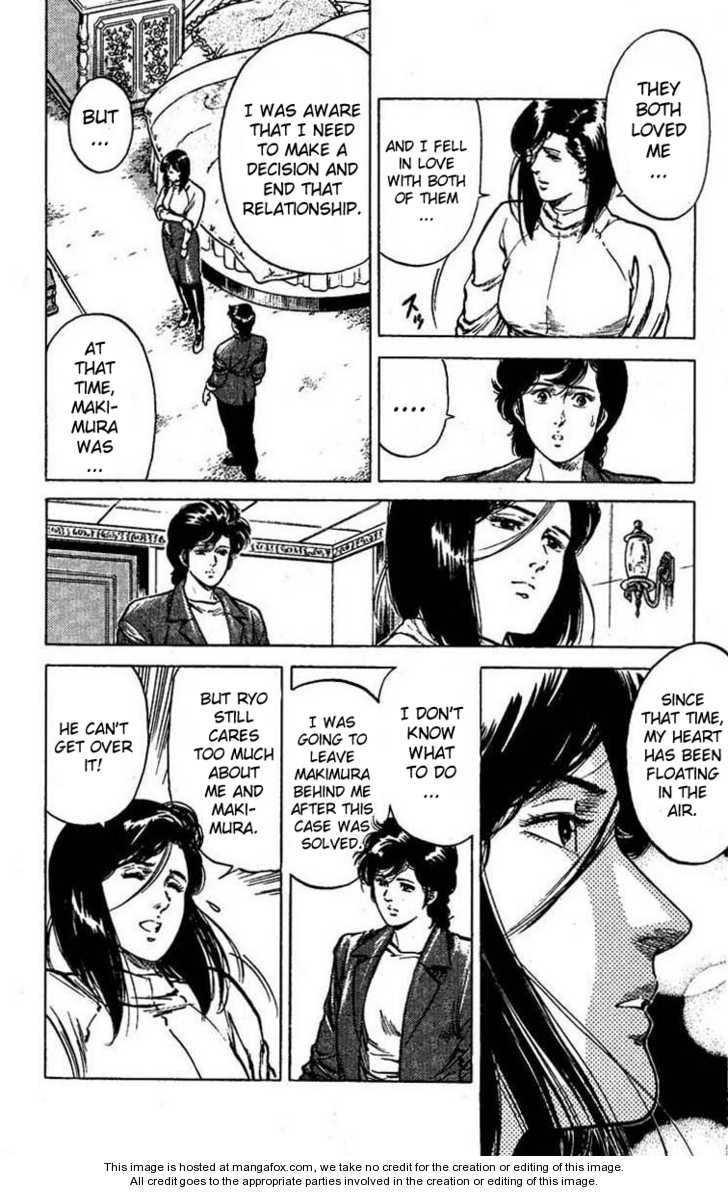 THEY
BOTH
LOVED
ME
...
AND I FELL
IN LOVE
WITH BOTH
OF THEM
...
スッ
I WAS AWARE
THAT I NEED
TO MAKE A
DECISION AND
END THAT
RELATIONSHIP.
BUT
...
AT
THAT
TIME,
MAKI-
MURA
WAS
...
....
SINCE
THAT TIME,
MY HEART
HAS BEEN
FLOATING
IN THE
AIR.
I DON'T
KNOW
WHAT
TO DO
...
I WAS
GOING TO
LEAVE
MAKIMURA
BEHIND ME
AFTER THIS
CASE WAS
SOLVED.
BUT RYO
STILL
CARES
TOO MUCH
ABOUT
ME AND
MAKI-
MURA.
HE CAN'T
GET OVER
IT!
This image is hosted at mangafox.com, we take no credit for the creation or editing of this image.
All credit goes to the appropriate parties involved in the creation or editing of this image.